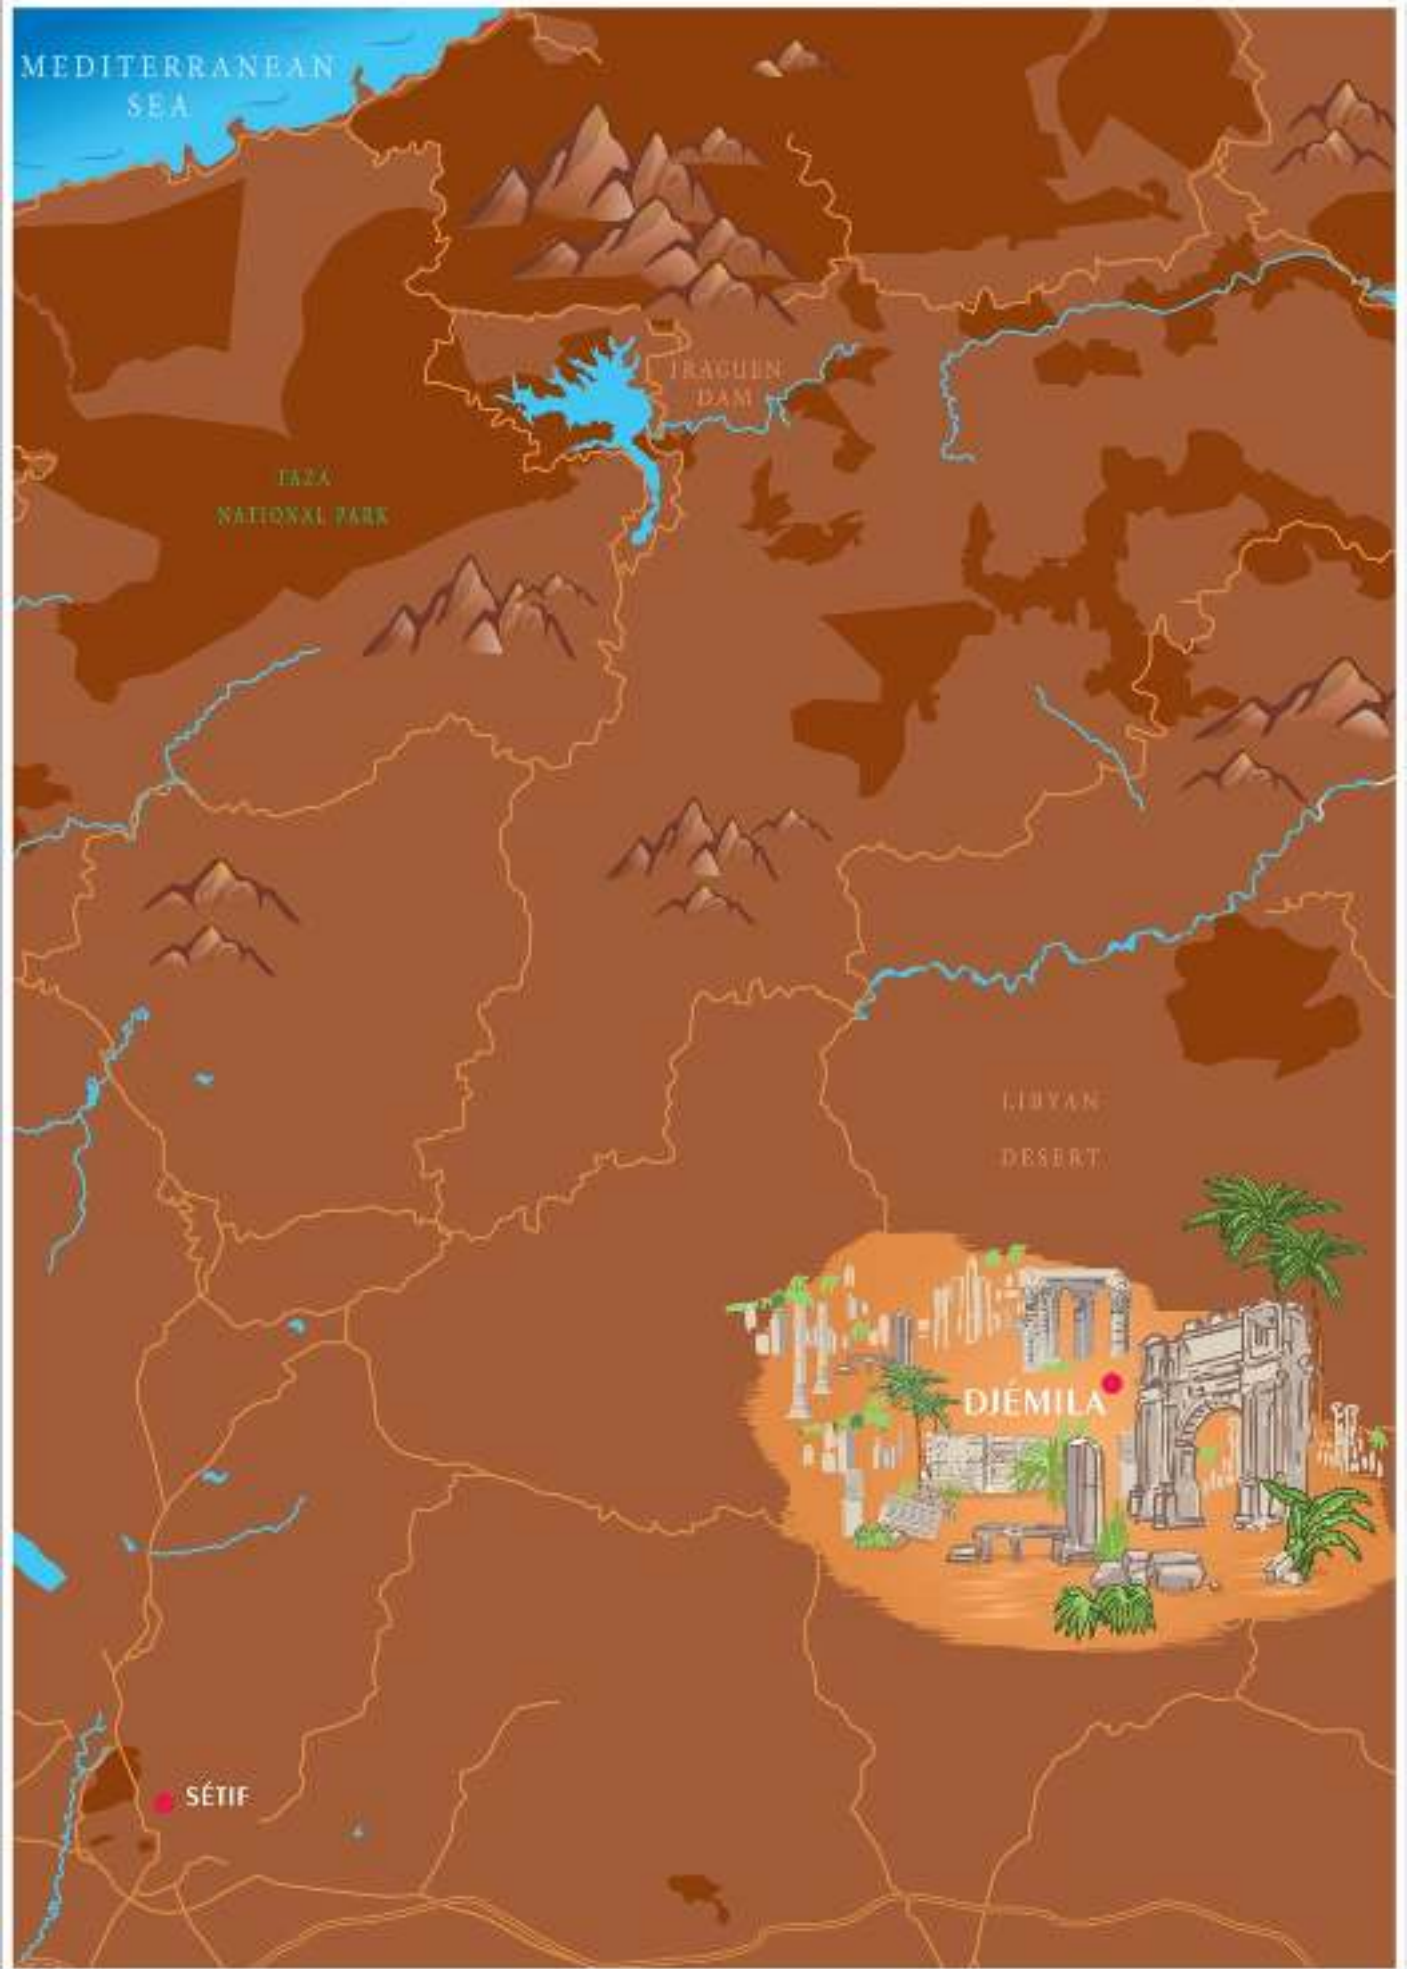 MEDITERRANEAN
SEA
IRAGUEN
DAM
TAZA
NATIONAL PARK
LIBYAN
DESERT
DJÉMILA
SÉTIF